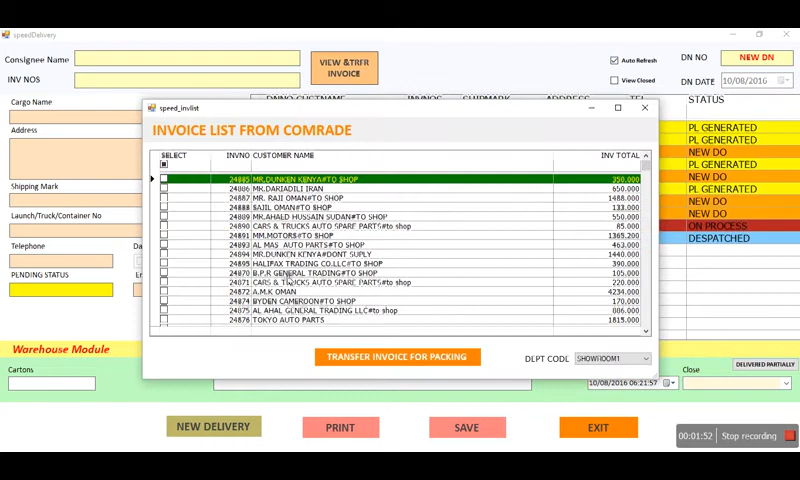 speedDelivery
Consignee Name
VIEW &TRFR
INVOICE
Auto Refresh
DN NO
NEW DN
INV NOS
View Closed
DN DATE
10/08/2016
Cargo Name
STATUS
Address
Shipping Mark
Launch/Truck/Container No
Telephone
PENDING STATUS
PL GENERATED
PL GENERATED
NEW DO
PL GENERATED
NEW DO
PL GENERATED
NEW DO
NEW DO
ON PROCESS
DESPATCHED
speed_invlist
INVOICE LIST FROM COMRADE
SELECT INVNO CUSTOMER NAME INV TOTAL
24885 MR,DUNKEN KENYA#TO SHOP 350.000
24886 MR.DARIADILI IRAN 650.000
24887 MR. RAJI OMAN#TO SHOP 1488.000
24888 SAJIL OMAN#TO SHOP 133.000
24889 MR.AHALD HUSSAIN SUDAN#TO SHOP 550.000
24890 CARS & TRUCKS AUTO SPARE PARTS#to shop 85.000
24891 MM.MOTORS#TO SHOP 1365.200
24893 AL MAS AUTO PARTS#TO SHOP 463.000
24894 MR.DUNKEN KENYA#DONT SUPLY 1440.000
24895 HALIFAX TRADING CO.LLC#TO SHOP 390.000
24870 B.P.R GENERAL TRADING#TO SHOP 105.000
24871 CARS & TRUCKS AUTO SPARE PARTS#to shop 220.000
24872 A.M.K OMAN 4234.000
24874 BYDEN CAMEROON#TO SHOP 170.000
24875 AL AHAL GENERAL TRADING LLC#to shop
24876 TOKYO AUTO PARTS 1815.000
TRANSFER INVOICE FOR PACKING
DEPT CODE
SHOWROOM1
Warehouse Module
Cartons
10/08/2016 06:21:57
DELIVERED PARTIALLY
Close
NEW DELIVERY
PRINT
SAVE
EXIT
00:01:52
Stop recording